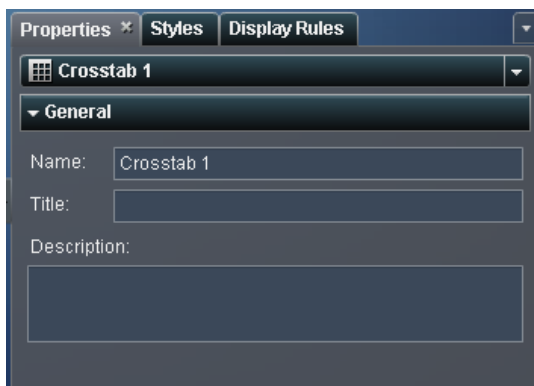 Properties Styles Display Rules
Crosstab 1
General
Name: Crosstab 1
Title:
Description: